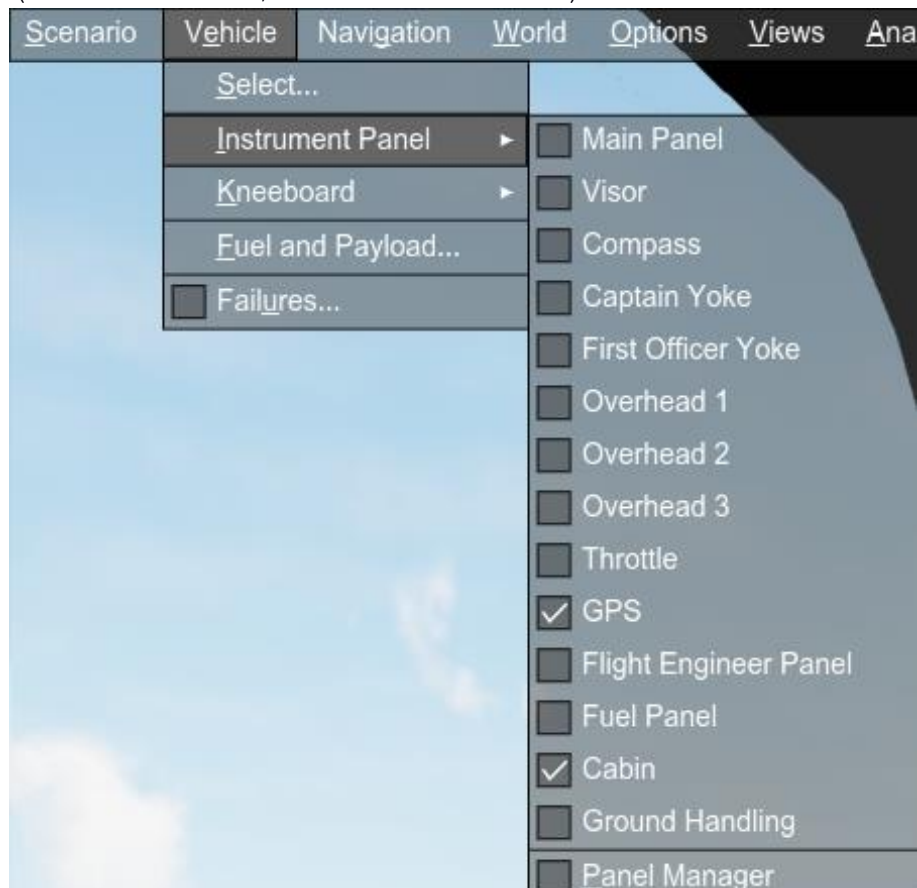 Scenario Vehicle Navigation World Options Views Ana
Select...
Instrument Panel
Kneeboard
Fuel and Payload...
Failures...
Main Panel
Visor
Compass
Captain Yoke
First Officer Yoke
Overhead 1
Overhead 2
Overhead 3
Throttle
GPS
Flight Engineer Panel
Fuel Panel
Cabin
Ground Handling
Panel Manager